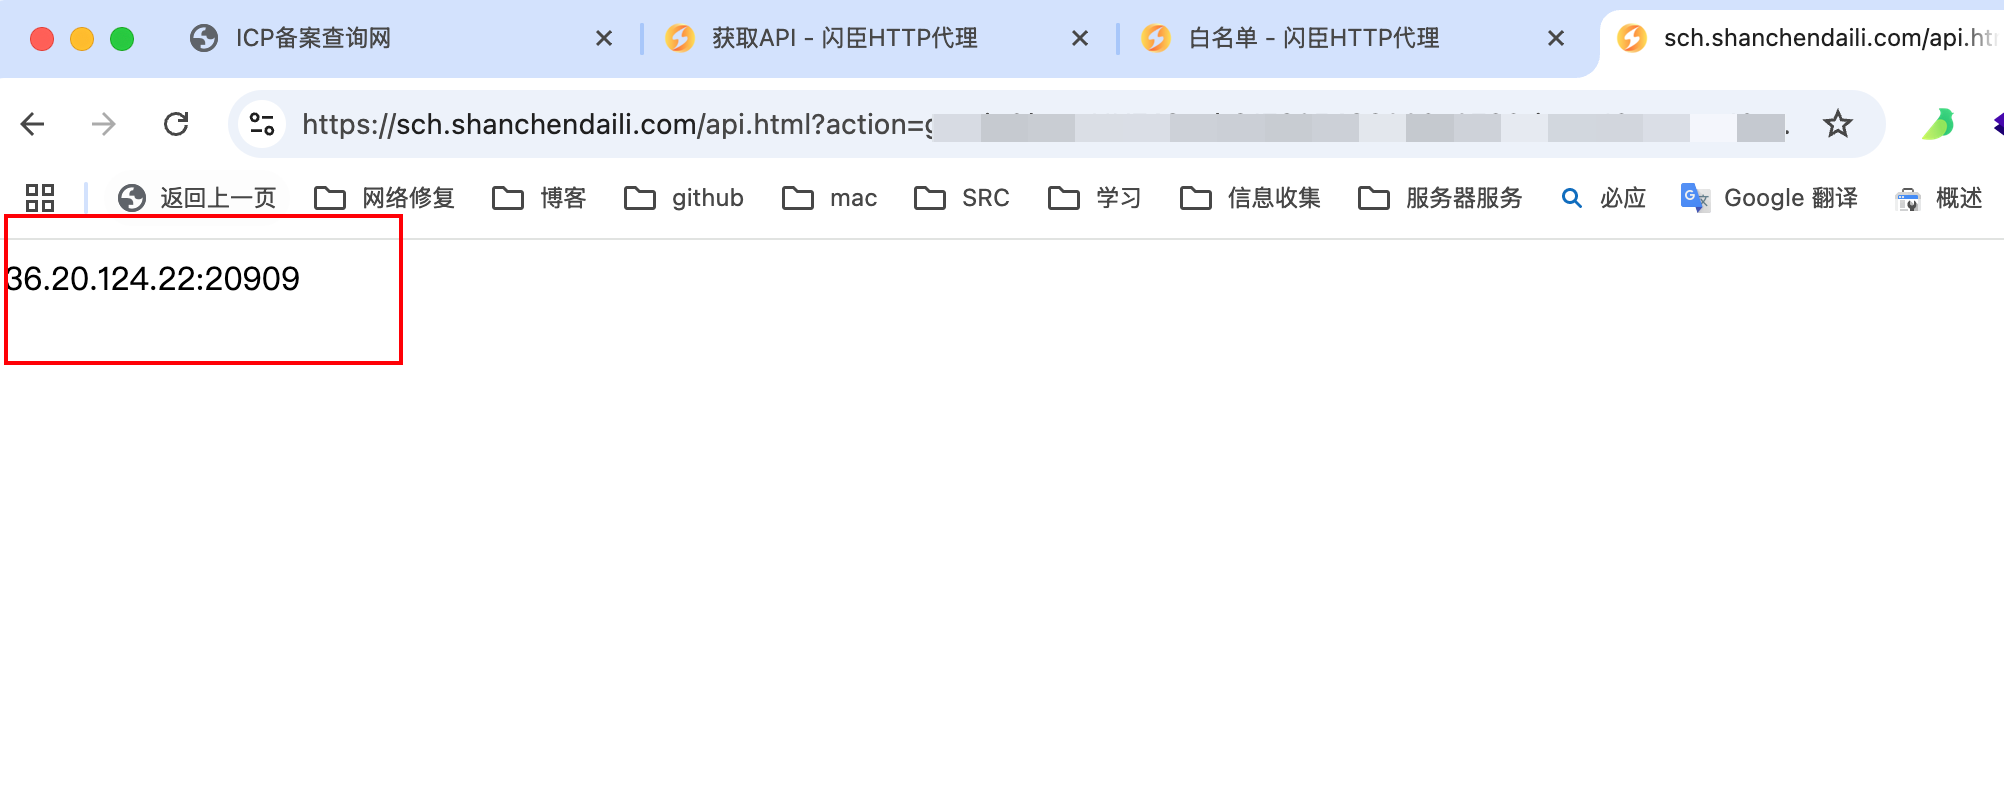 ICP备案查询网
获取API - 闪臣HTTP代理
白名单 - 闪臣HTTP代理
sch.shanchendaili.com/api.ht
https://sch.shanchendaili.com/api.html?action=g
返回上一页
网络修复
博客
github
mac
SRC
学习
信息收集
服务器服务
必应
Google 翻译
概述
36.20.124.22:20909